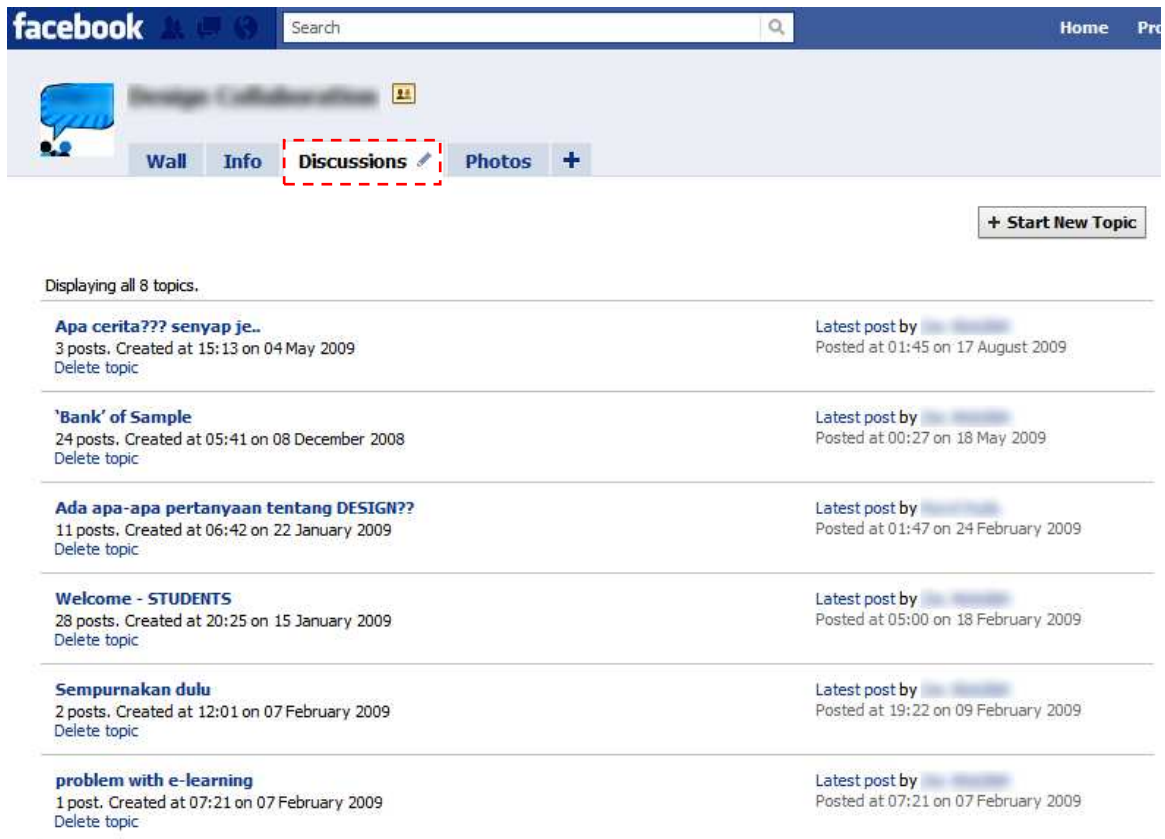 facebook Search Home Pro
Wall Info Discussions Photos +
+ Start New Topic
Displaying all 8 topics.
Apa cerita??? senyap je..
3 posts. Created at 15:13 on 04 May 2009
Delete topic
Latest post by
Posted at 01:45 on 17 August 2009
'Bank' of Sample
24 posts. Created at 05:41 on 08 December 2008
Delete topic
Latest post by
Posted at 00:27 on 18 May 2009
Ada apa-apa pertanyaan tentang DESIGN??
11 posts. Created at 06:42 on 22 January 2009
Delete topic
Latest post by
Posted at 01:47 on 24 February 2009
Welcome - STUDENTS
28 posts. Created at 20:25 on 15 January 2009
Delete topic
Latest post by
Posted at 05:00 on 18 February 2009
Sempurnakan dulu
2 posts. Created at 12:01 on 07 February 2009
Delete topic
Latest post by
Posted at 19:22 on 09 February 2009
problem with e-learning
1 post. Created at 07:21 on 07 February 2009
Delete topic
Latest post by
Posted at 07:21 on 07 February 2009